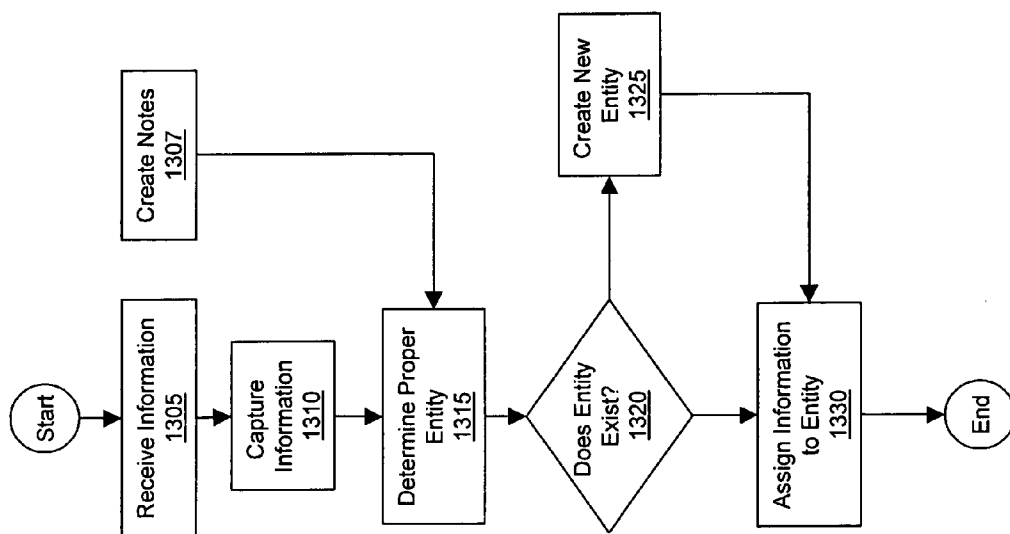 Start
Receive Information
1305
Create Notes
1307
Capture
Information
1310
Determine Proper
Entity
1315
Does Entity
Exist?
1320
Create New
Entity
1325
Assign Information
to Entity
1330
End